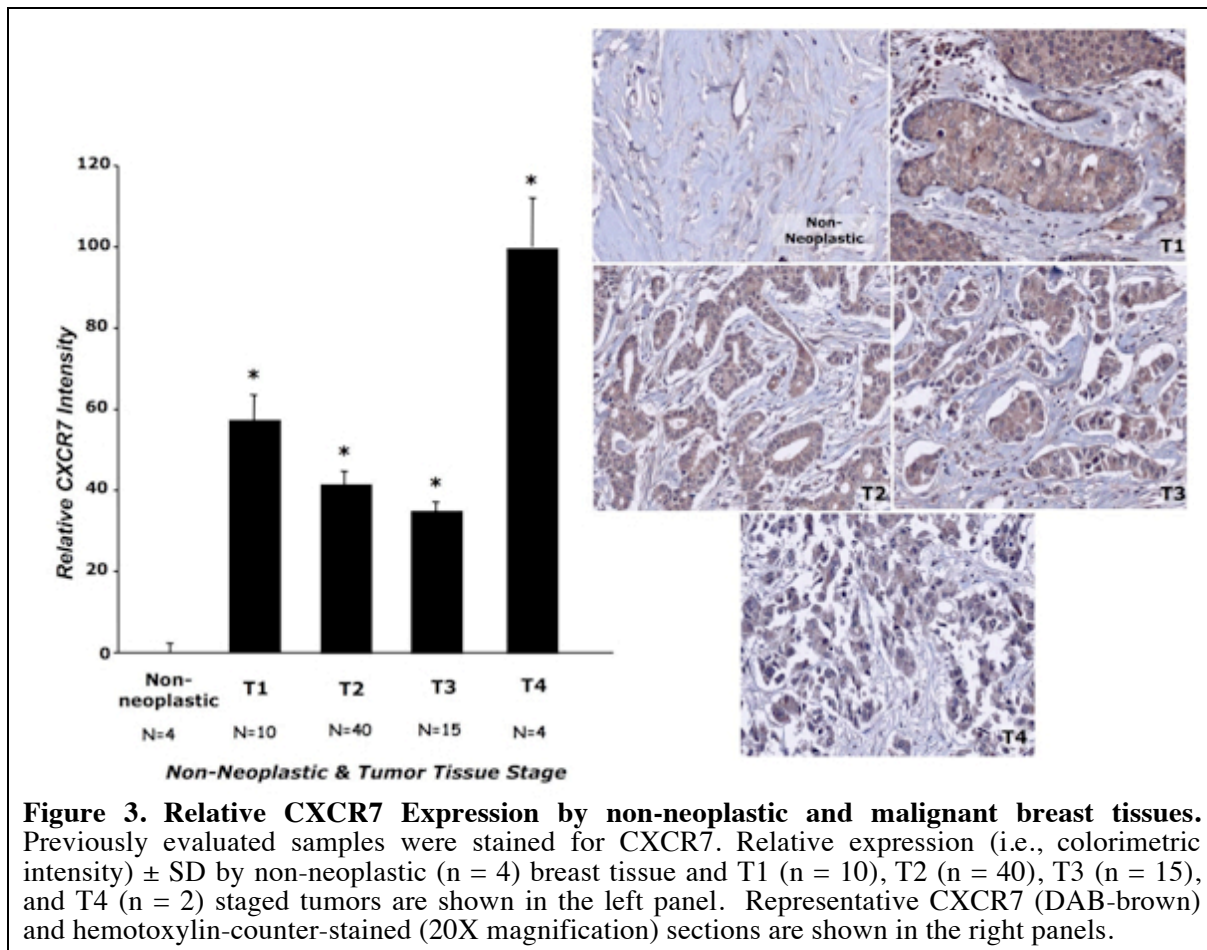 120
100
80
60
40
20
0
Relative CXCR7 Intensity
*
*
*
*
*
Non-
neoplastic
T1
T2
T3
T4
N=4
N=10
N=40
N=15
N=4
Non-Neoplastic & Tumor Tissue Stage
Non-
Neoplastic
T1
T2
T3
T4
Figure 3. Relative CXCR7 Expression by non-neoplastic and malignant breast tissues.
Previously evaluated samples were stained for CXCR7. Relative expression (i.e., colorimetric
intensity) ± SD by non-neoplastic (n = 4) breast tissue and T1 (n = 10), T2 (n = 40), T3 (n = 15),
and T4 (n = 2) staged tumors are shown in the left panel. Representative CXCR7 (DAB-brown)
and hemotoxylin-counter-stained (20X magnification) sections are shown in the right panels.